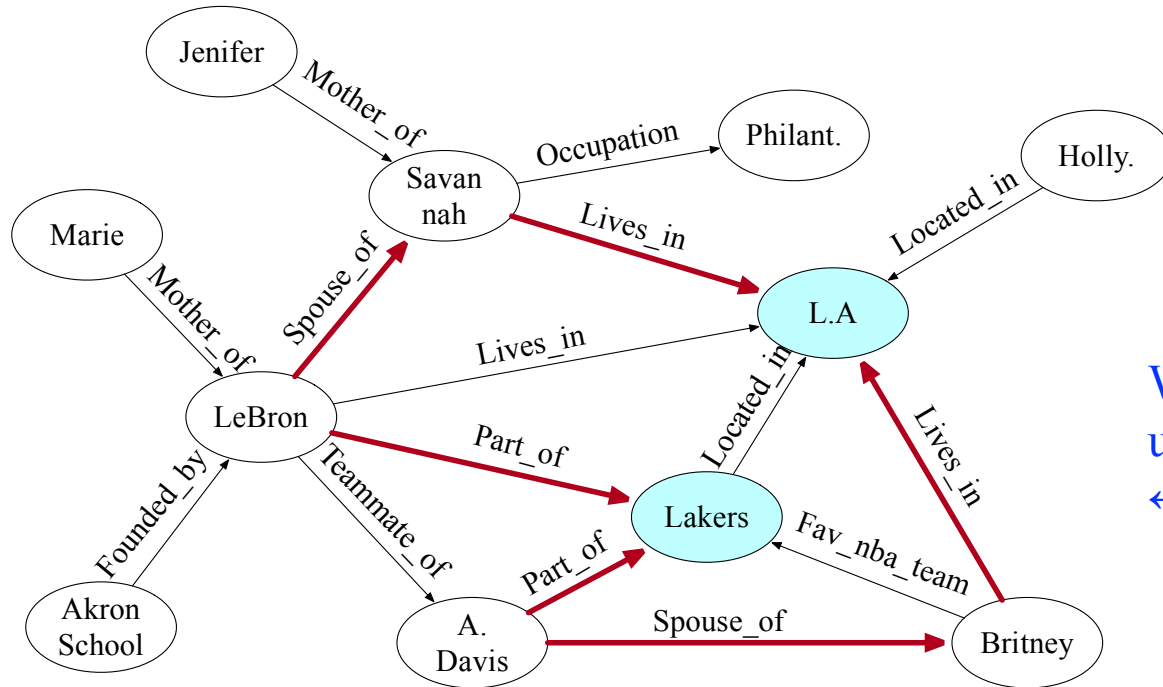 Jenifer
Mother_of
Philant.
Occupation
Holly.
Savan
nah
Located_in
Marie
Lives_in
Mother_of
Spouse_of
L.A
Lives_in
LeBron
Located_in
Lives_in
Part_of
Founded_by
Teammate_of
Lakers
Fav_nba_team
Part_of
Akron
School
A.
Davis
Spouse_of
Britney